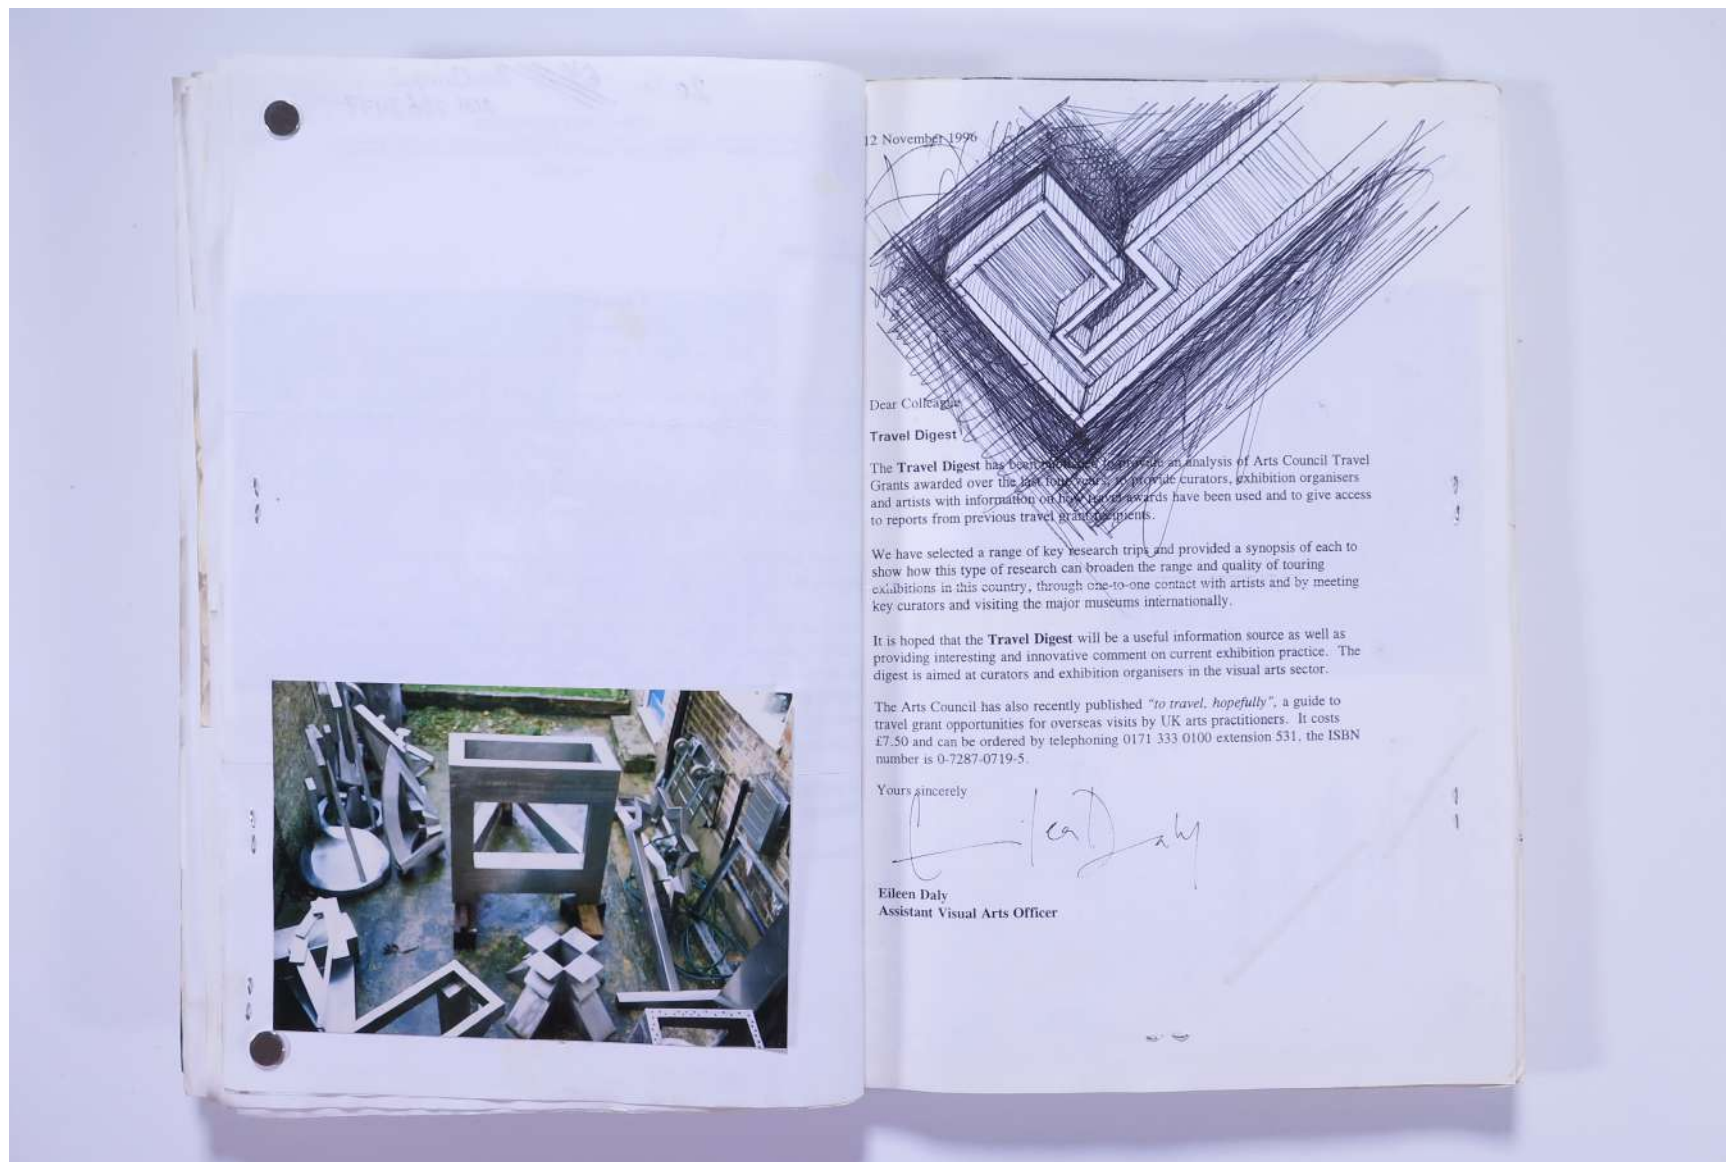 12 November 1996
Dear Colleague
Travel Digest
The Travel Digest has been to provide an analysis of Arts Council Travel
Grants awarded over the last four years, to provide curators, exhibition organisers
and artists with information on how travel awards have been used and to give access
to reports from previous travel grant recipients.
We have selected a range of key research trips and provided a synopsis of each to
show how this type of research can broaden the range and quality of touring
exhibitions in this country, through one-to-one contact with artists and by meeting
key curators and visiting the major museums internationally.
It is hoped that the Travel Digest will be a useful information source as well as
providing interesting and innovative comment on current exhibition practice. The
digest is aimed at curators and exhibition organisers in the visual arts sector.
The Arts Council has also recently published "to travel, hopefully", a guide to
travel grant opportunities for overseas visits by UK arts practitioners. It costs
£7.50 and can be ordered by telephoning 0171 333 0100 extension 531, the ISBN
number is 0-7287-0719-5.
Yours sincerely
Eileen Daly
Eileen Daly
Assistant Visual Arts Officer